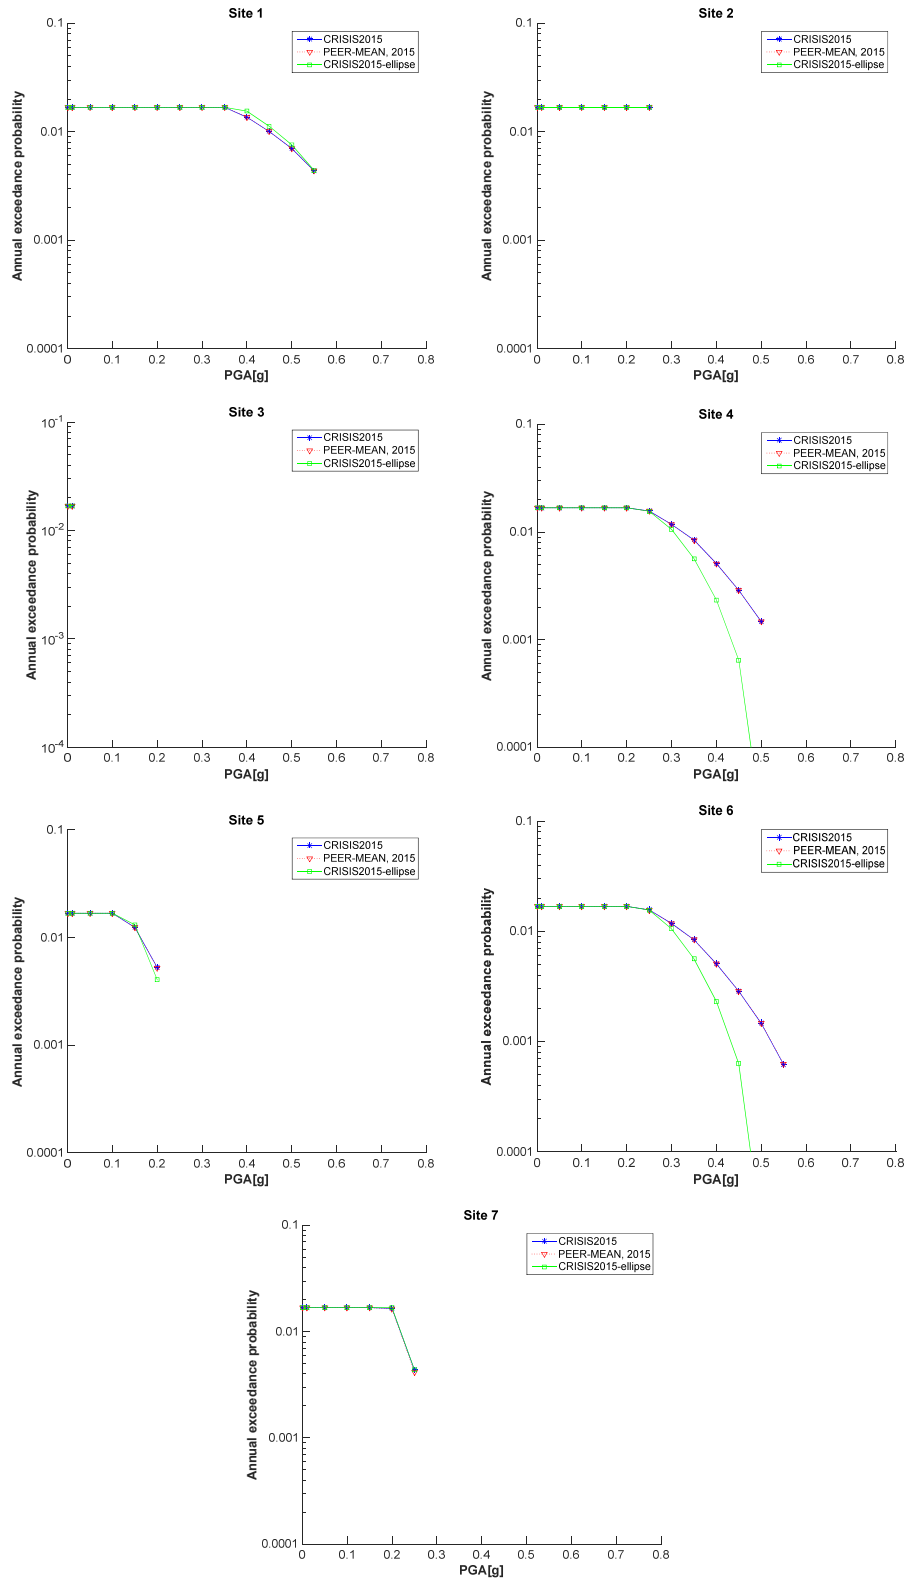 Site 1
0.1
0.01
0.001
0.0001
Annual exceedance probability
CRISIS2015
PEER-MEAN, 2015
CRISIS2015-ellipse
0 0.1 0.2 0.3 0.4 0.5 0.6 0.7 0.8
PGA[g]
Site 2
0.1
0.01
0.001
0.0001
Annual exceedance probability
CRISIS2015
PEER-MEAN, 2015
CRISIS2015-ellipse
0 0.1 0.2 0.3 0.4 0.5 0.6 0.7 0.8
PGA[g]
Site 3
10-1
10-2
10-3
10-4
Annual exceedance probability
CRISIS2015
PEER-MEAN, 2015
CRISIS2015-ellipse
0 0.1 0.2 0.3 0.4 0.5 0.6 0.7 0.8
PGA[g]
Site 4
0.1
0.01
0.001
0.0001
Annual exceedance probability
CRISIS2015
PEER-MEAN, 2015
CRISIS2015-ellipse
0 0.1 0.2 0.3 0.4 0.5 0.6 0.7 0.8
PGA[g]
Site 5
0.1
0.01
0.001
0.0001
Annual exceedance probability
CRISIS2015
PEER-MEAN, 2015
CRISIS2015-ellipse
0 0.1 0.2 0.3 0.4 0.5 0.6 0.7 0.8
PGA[g]
Site 6
0.1
0.01
0.001
0.0001
Annual exceedance probability
CRISIS2015
PEER-MEAN, 2015
CRISIS2015-ellipse
0 0.1 0.2 0.3 0.4 0.5 0.6 0.7 0.8
PGA[g]
Site 7
0.1
0.01
0.001
0.0001
Annual exceedance probability
CRISIS2015
PEER-MEAN, 2015
CRISIS2015-ellipse
0 0.1 0.2 0.3 0.4 0.5 0.6 0.7 0.8
PGA[g]